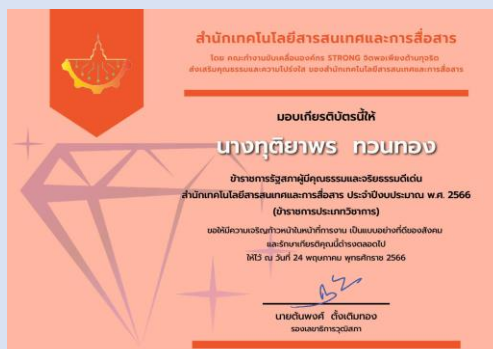 สำนักเทคโนโลยีสารสนเทศและการสื่อสาร
โดย คณะทำงานขับเคลื่อนองค์กร STRONG จิตพอเพียงต้านทุจริต
ส่งเสริมคุณธรรมและความโปร่งใส ของสำนักเทคโนโลยีสารสนเทศและการสื่อสาร
มอบเกียรติบัตรนี้ให้
นางทุติยาพร ทวนทอง
ข้าราชการรัฐสภาผู้มีคุณธรรมและจริยธรรมดีเด่น
สำนักเทคโนโลยีสารสนเทศและการสื่อสาร ประจำปีงบประมาณ พ.ศ. 2566
(ข้าราชการประเภทวิชาการ)
ขอให้มีความเจริญก้าวหน้าในหน้าที่การงาน เป็นแบบอย่างที่ดีของสังคม
และรักษาเกียรติคุณนี้ดำรงตลอดไป
ให้ไว้ ณ วันที่ 24 พฤษภาคม พุทธศักราช 2566
นายตันพงศ์ ตั้งเติมทอง
รองเลขาธิการวุฒิสภา